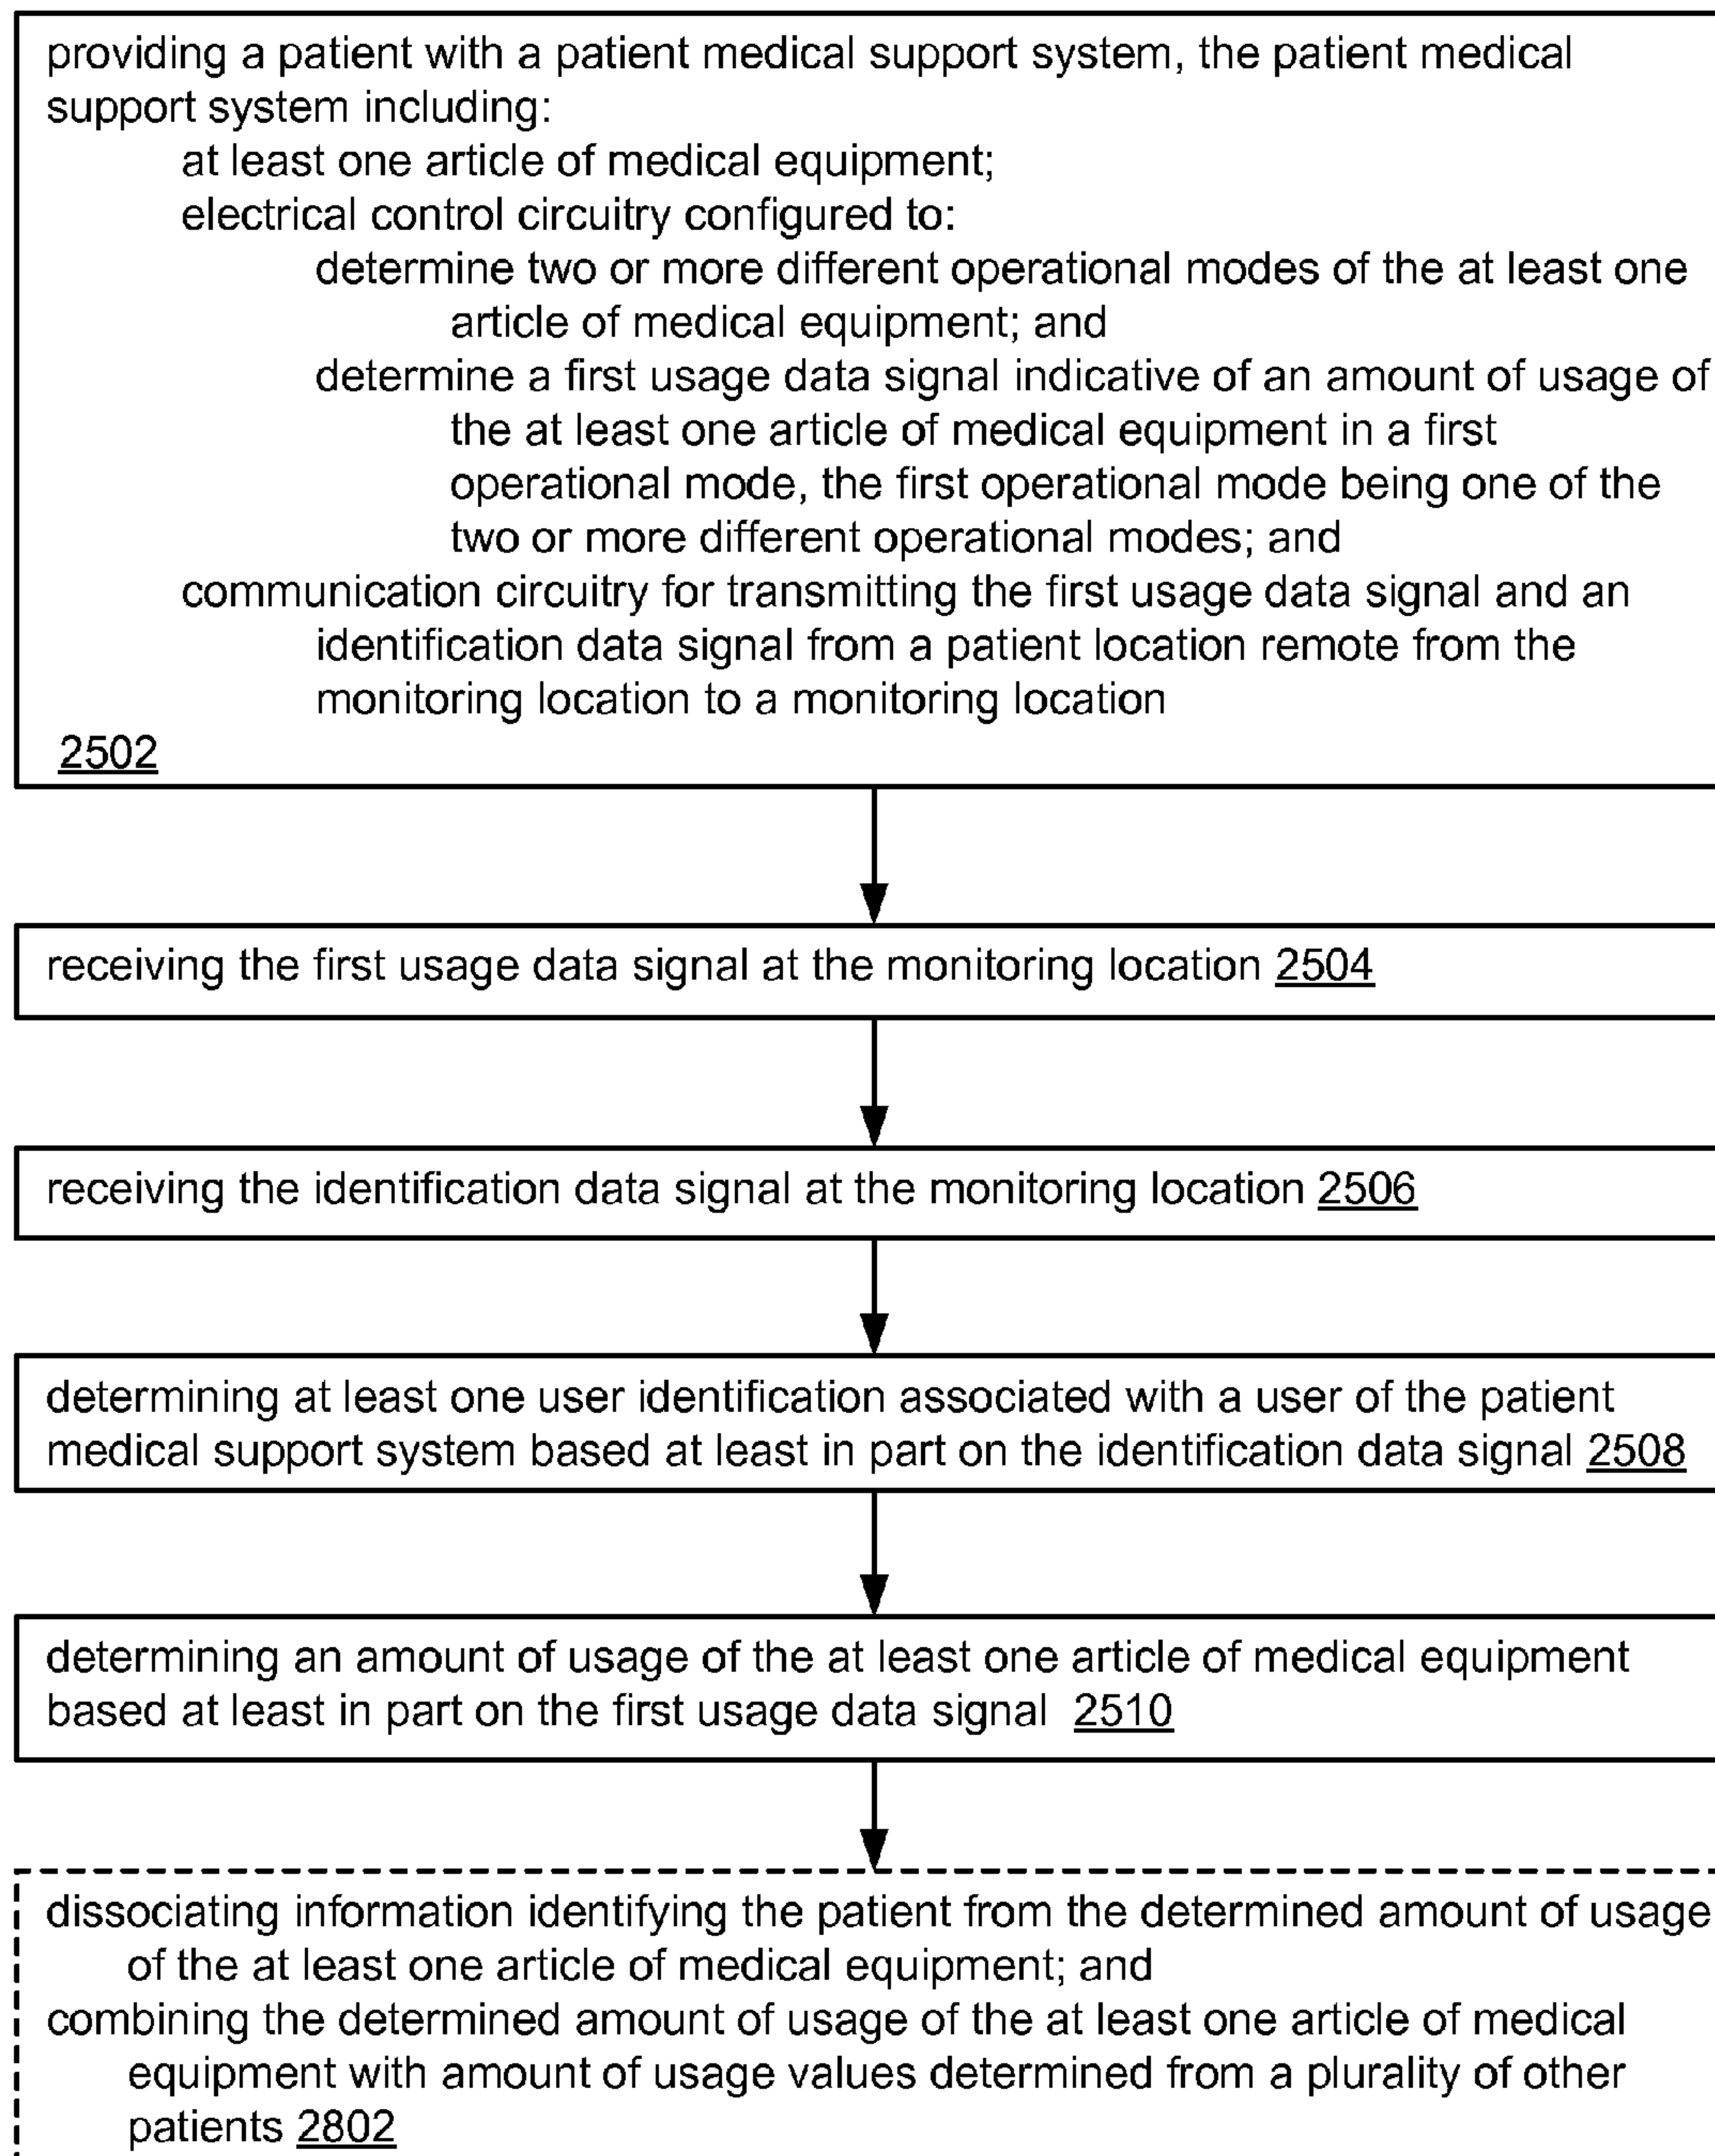 providing a patient with a patient medical support system, the patient medical
support system including:
at least one article of medical equipment;
electrical control circuitry configured to:
determine two or more different operational modes of the at least one
article of medical equipment; and
determine a first usage data signal indicative of an amount of usage of
the at least one article of medical equipment in a first
operational mode, the first operational mode being one of the
two or more different operational modes; and
communication circuitry for transmitting the first usage data signal and an
identification data signal from a patient location remote from the
monitoring location to a monitoring location
2502
receiving the first usage data signal at the monitoring location 2504
receiving the identification data signal at the monitoring location 2506
determining at least one user identification associated with a user of the patient
medical support system based at least in part on the identification data signal 2508
determining an amount of usage of the at least one article of medical equipment
based at least in part on the first usage data signal 2510
dissociating information identifying the patient from the determined amount of usage
of the at least one article of medical equipment; and
combining the determined amount of usage of the at least one article of medical
equipment with amount of usage values determined from a plurality of other
patients 2802